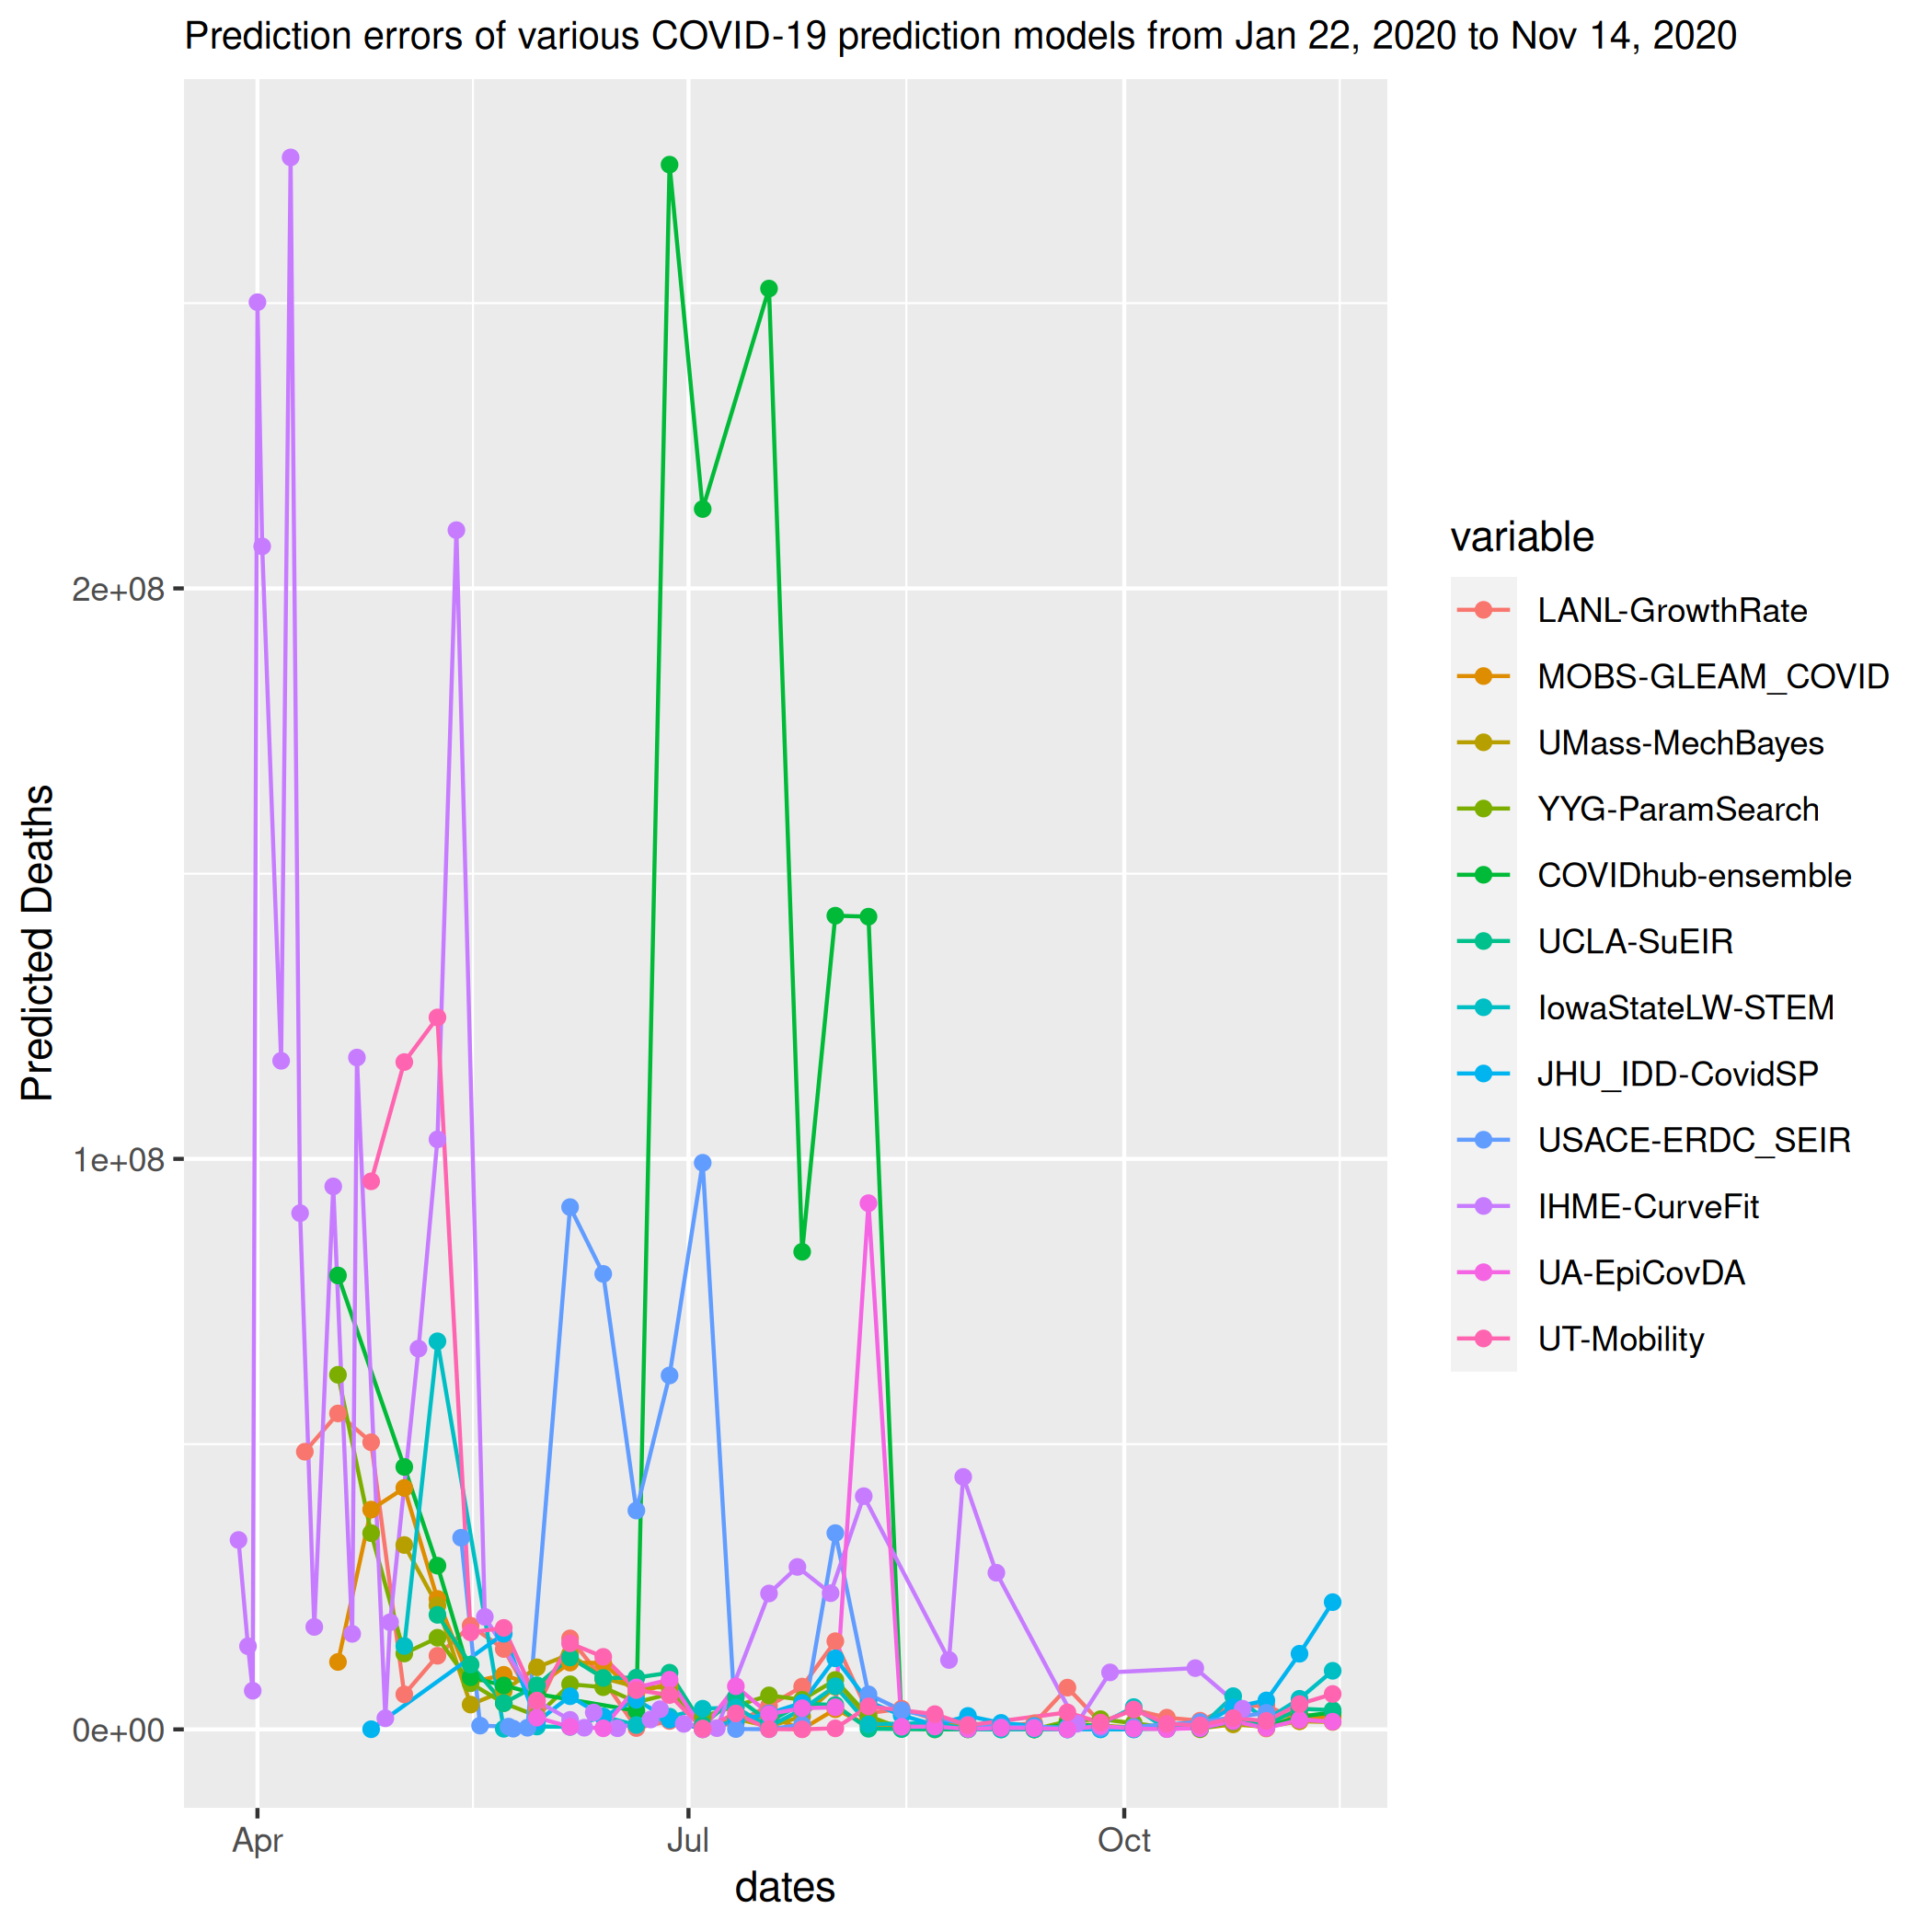 Prediction errors of various COVID-19 prediction models from Jan 22, 2020 to Nov 14, 2020
Predicted Deaths
2e+08
1e+08
0e+00
Apr
Jul
Oct
dates
variable
LANL-GrowthRate
MOBS-GLEAM_COVID
UMass-MechBayes
YYG-ParamSearch
COVIDhub-ensemble
UCLA-SuEIR
IowaStateLW-STEM
JHU_IDD-CovidSP
USACE-ERDC_SEIR
IHME-CurveFit
UA-EpiCovDA
UT-Mobility